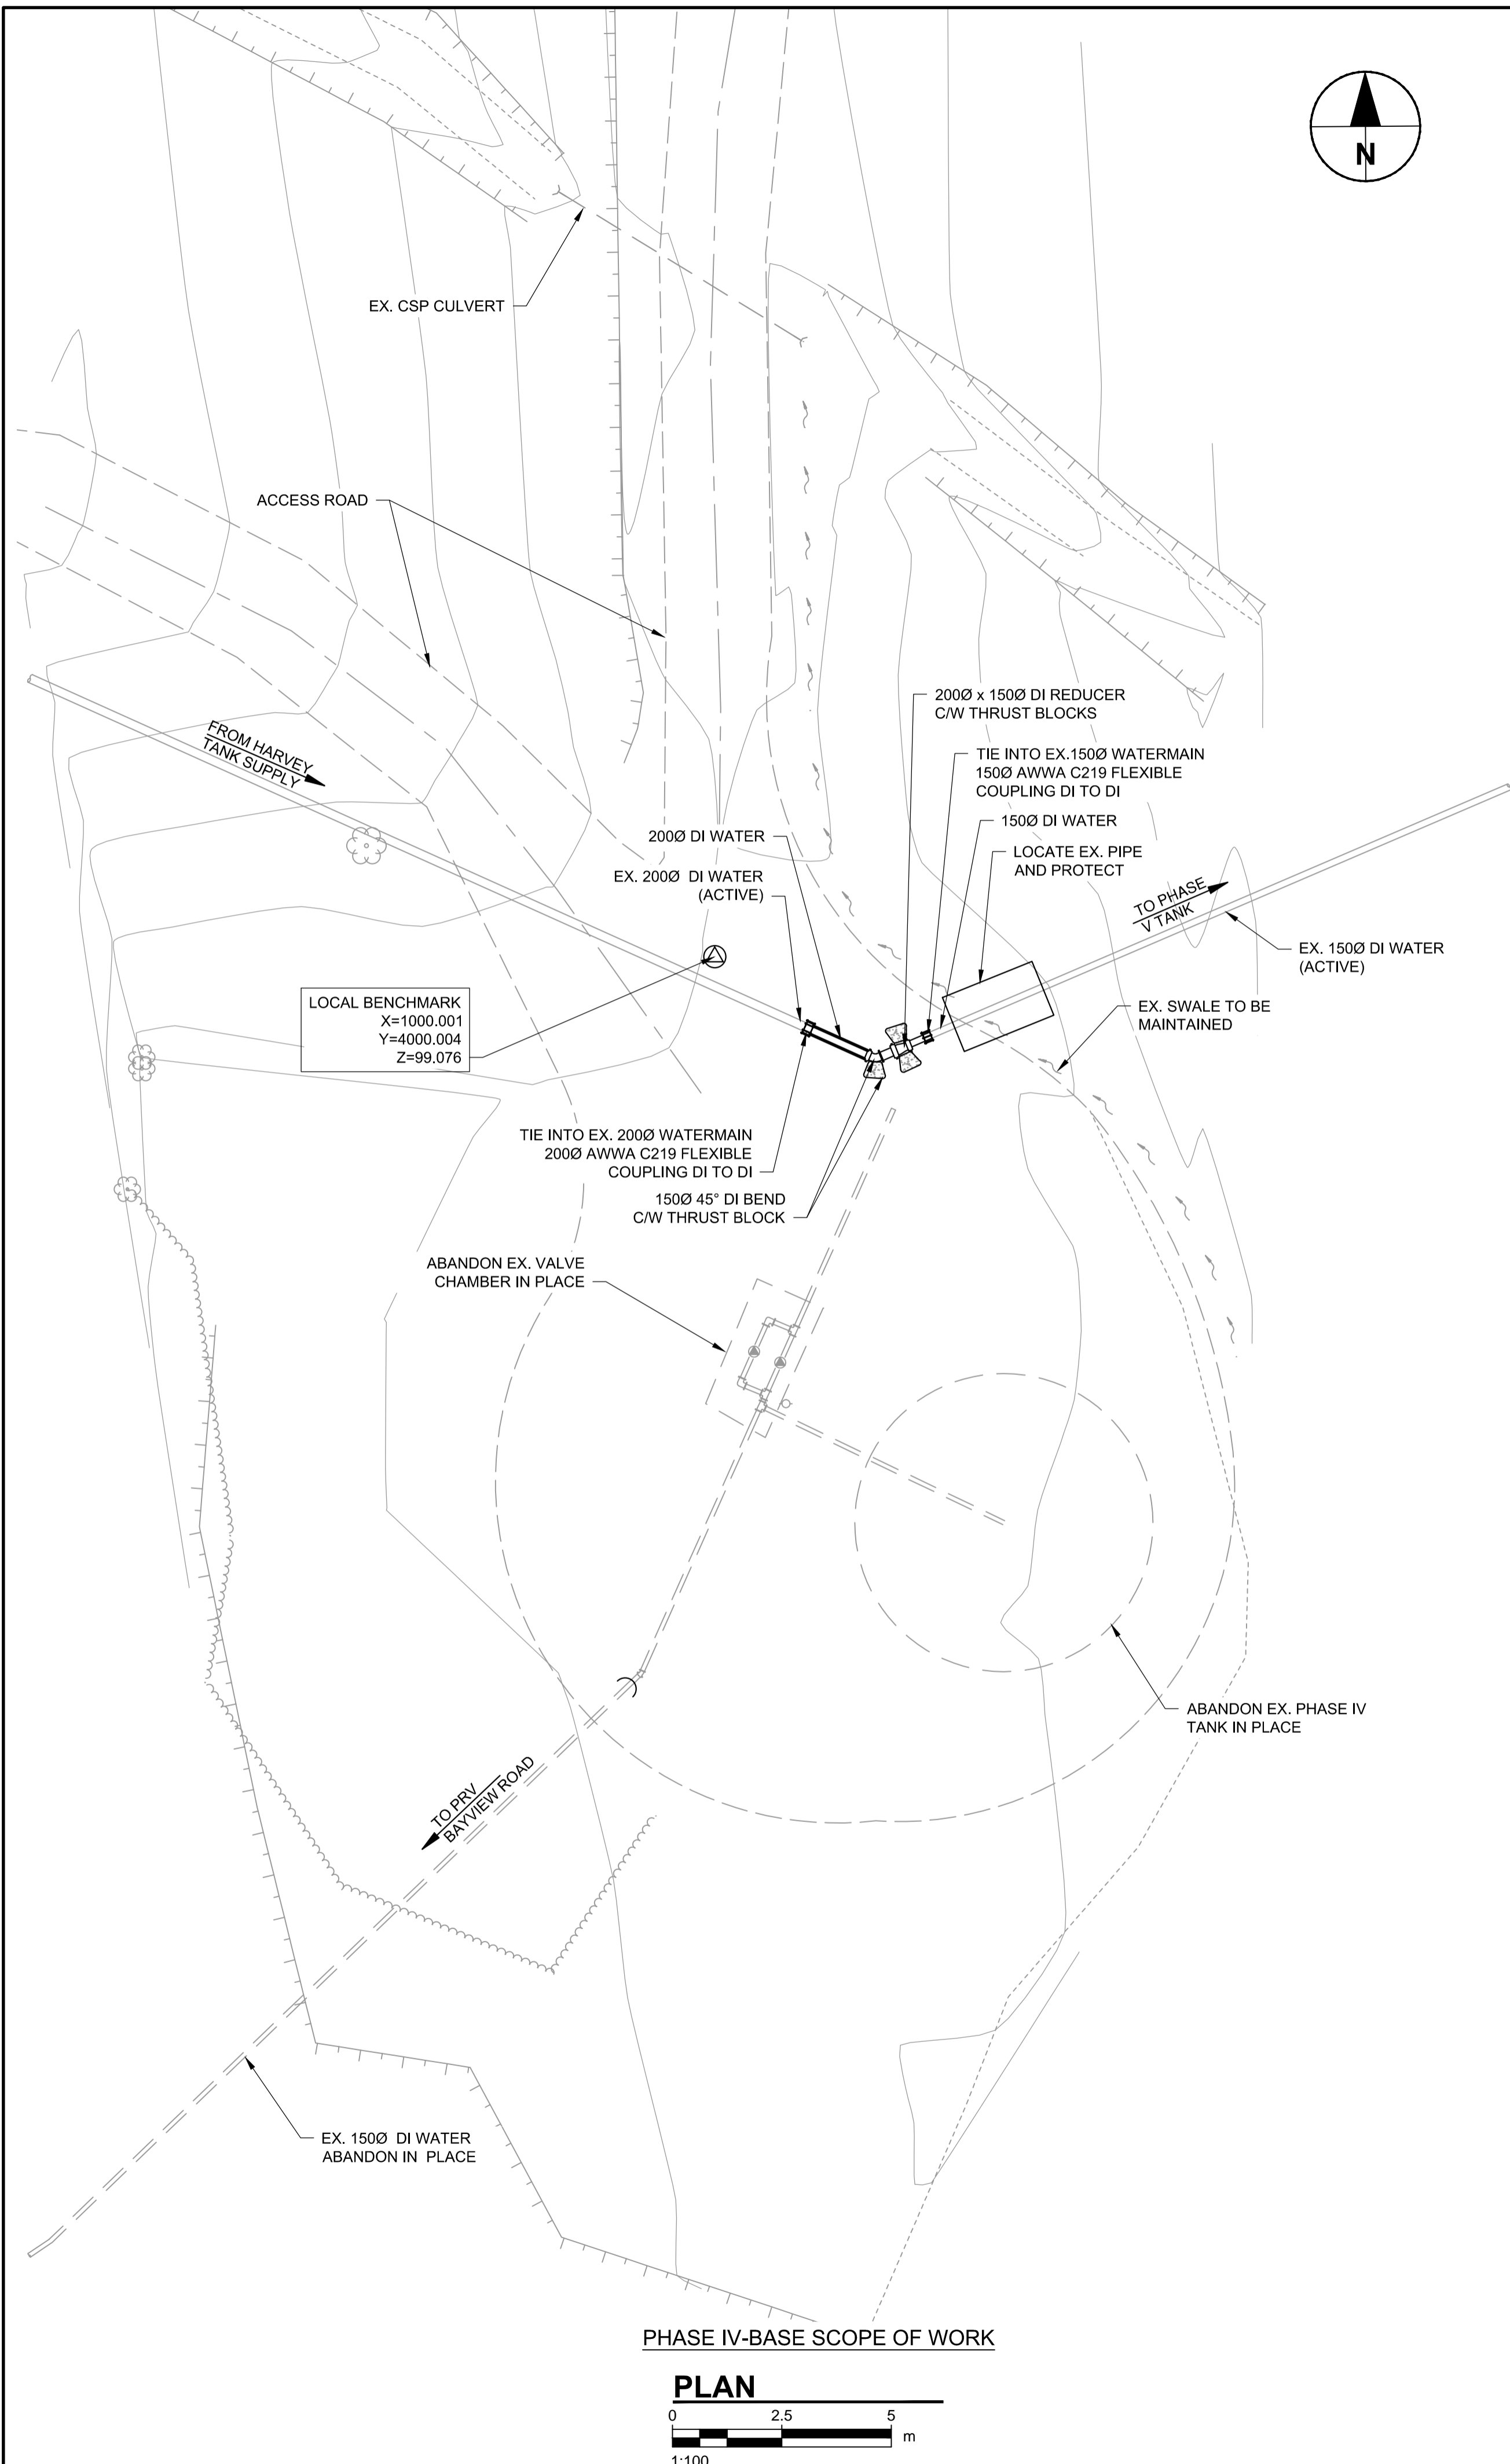 N
EX. CSP CULVERT
ACCESS ROAD
FROM HARVEY
TANK SUPPLY
200Ø x 150Ø DI REDUCER
C/W THRUST BLOCKS
TIE INTO EX.150Ø WATERMAIN
150Ø AWWA C219 FLEXIBLE
COUPLING DI TO DI
150Ø DI WATER
LOCATE EX. PIPE
AND PROTECT
200Ø DI WATER
EX. 200Ø DI WATER
(ACTIVE)
TO PHASE
V TANK
EX. 150Ø DI WATER
(ACTIVE)
EX. SWALE TO BE
MAINTAINED
LOCAL BENCHMARK
X=1000.001
Y=4000.004
Z=99.076
TIE INTO EX. 200Ø WATERMAIN
200Ø AWWA C219 FLEXIBLE
COUPLING DI TO DI
150Ø 45° DI BEND
C/W THRUST BLOCK
ABANDON EX. VALVE
CHAMBER IN PLACE
ABANDON EX. PHASE IV
TANK IN PLACE
TO PRV
BAYVIEW ROAD
EX. 150Ø DI WATER
ABANDON IN PLACE
PHASE IV-BASE SCOPE OF WORK
PLAN
0 2.5 5
m
1:100